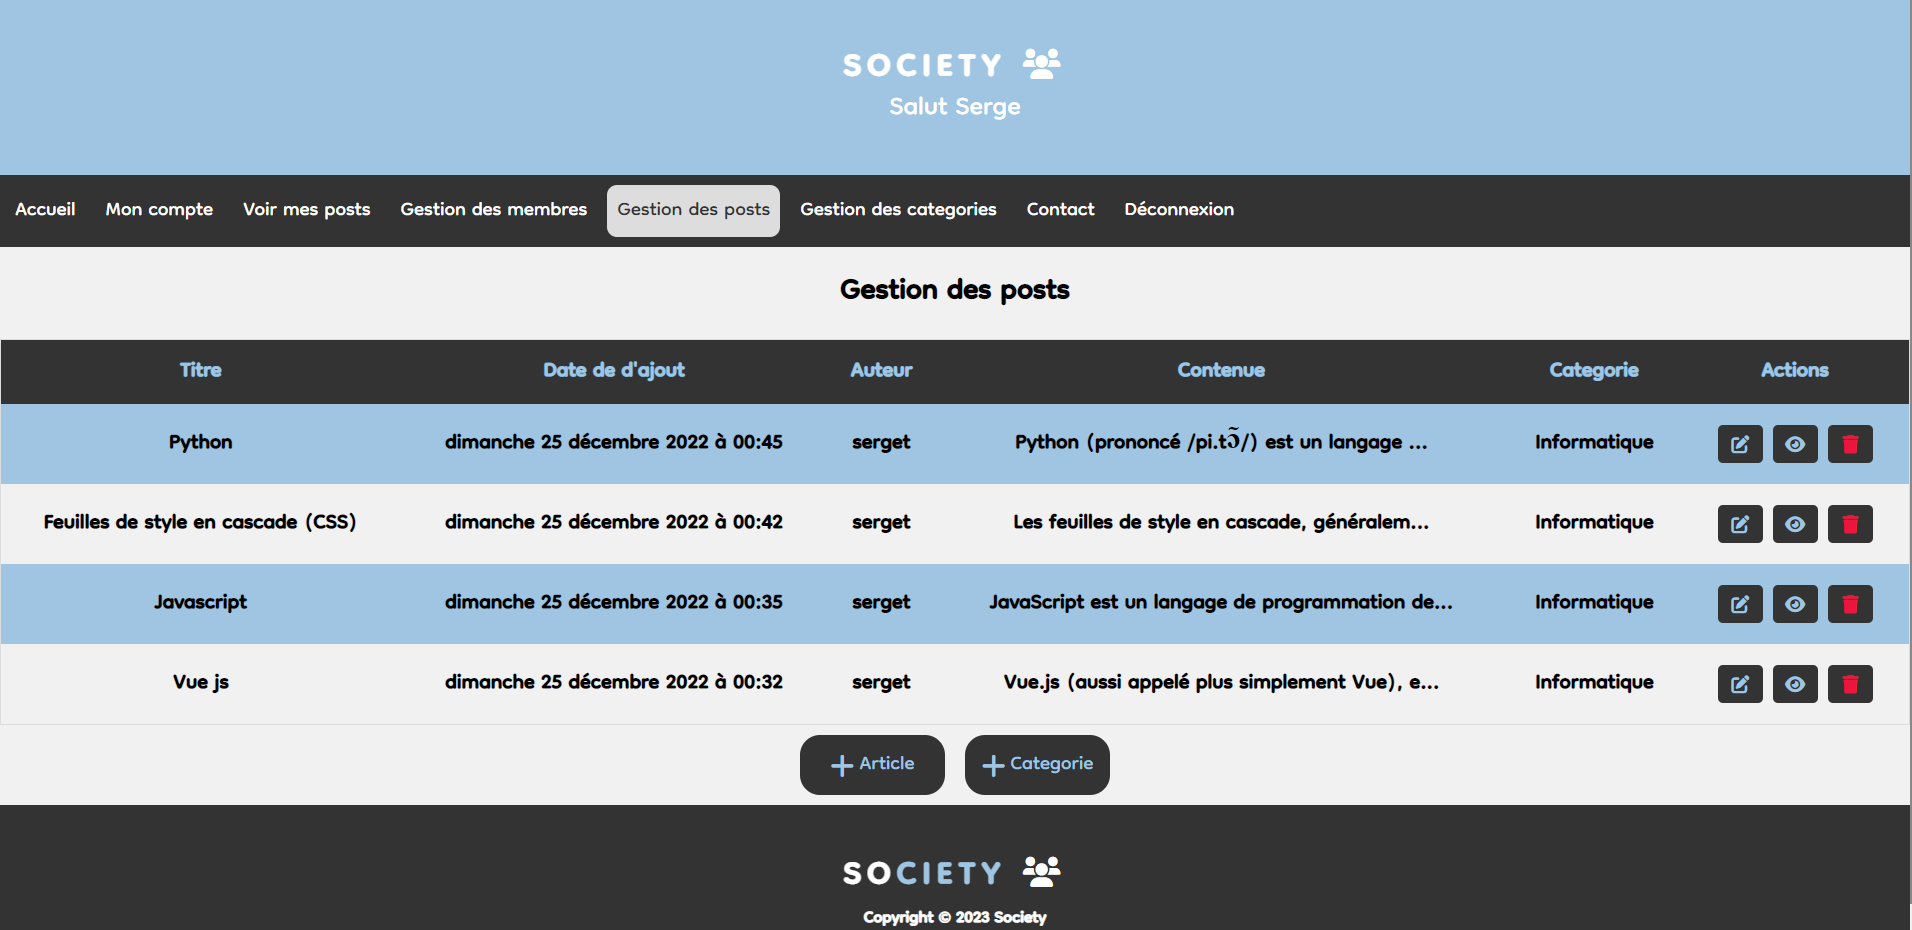 SOCIETY
Salut Serge
Accueil Mon compte Voir mes posts Gestion des membres Gestion des posts Gestion des categories Contact Déconnexion
Gestion des posts
Titre Date de d'ajout Auteur Contenue Categorie Actions
Python dimanche 25 décembre 2022 à 00:45 serget Python (prononcé /pi.tɔ̃/) est un langage ... Informatique
Feuilles de style en cascade (CSS) dimanche 25 décembre 2022 à 00:42 serget Les feuilles de style en cascade, généralem... Informatique
Javascript dimanche 25 décembre 2022 à 00:35 serget JavaScript est un langage de programmation de... Informatique
Vue js dimanche 25 décembre 2022 à 00:32 serget Vue.js (aussi appelé plus simplement Vue), e... Informatique
Article Categorie
SOCIETY
Copyright © 2023 Society